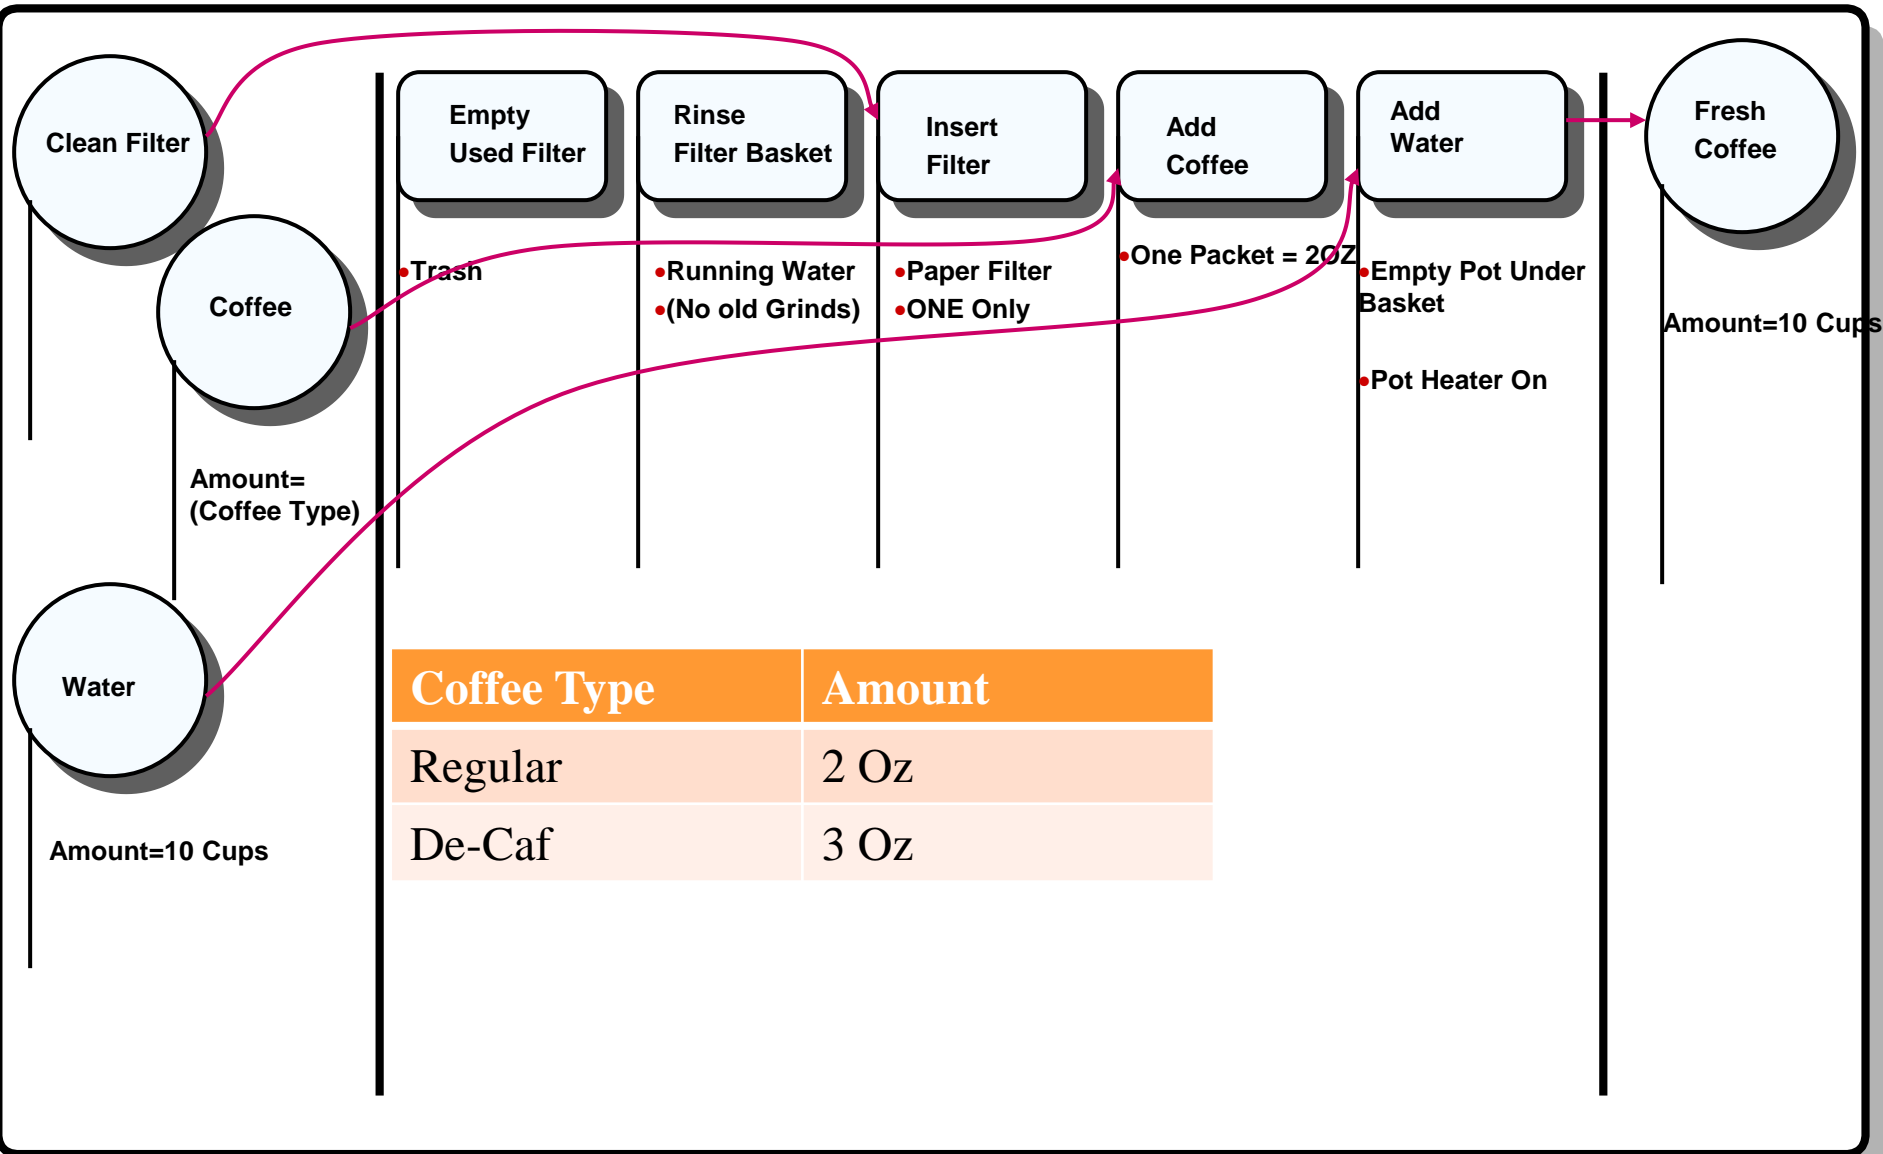 Clean Filter
Coffee
Amount=
(Coffee Type)
Water
Amount=10 Cups
Empty
Used Filter
•Trash
Rinse
Filter Basket
•Running Water
•(No old Grinds)
Insert
Filter
•Paper Filter
•ONE Only
Add
Coffee
•One Packet = 2OZ
Add
Water
•Empty Pot Under
Basket
•Pot Heater On
Fresh
Coffee
Amount=10 Cups
Coffee Type Amount
Regular 2 Oz
De-Caf 3 Oz